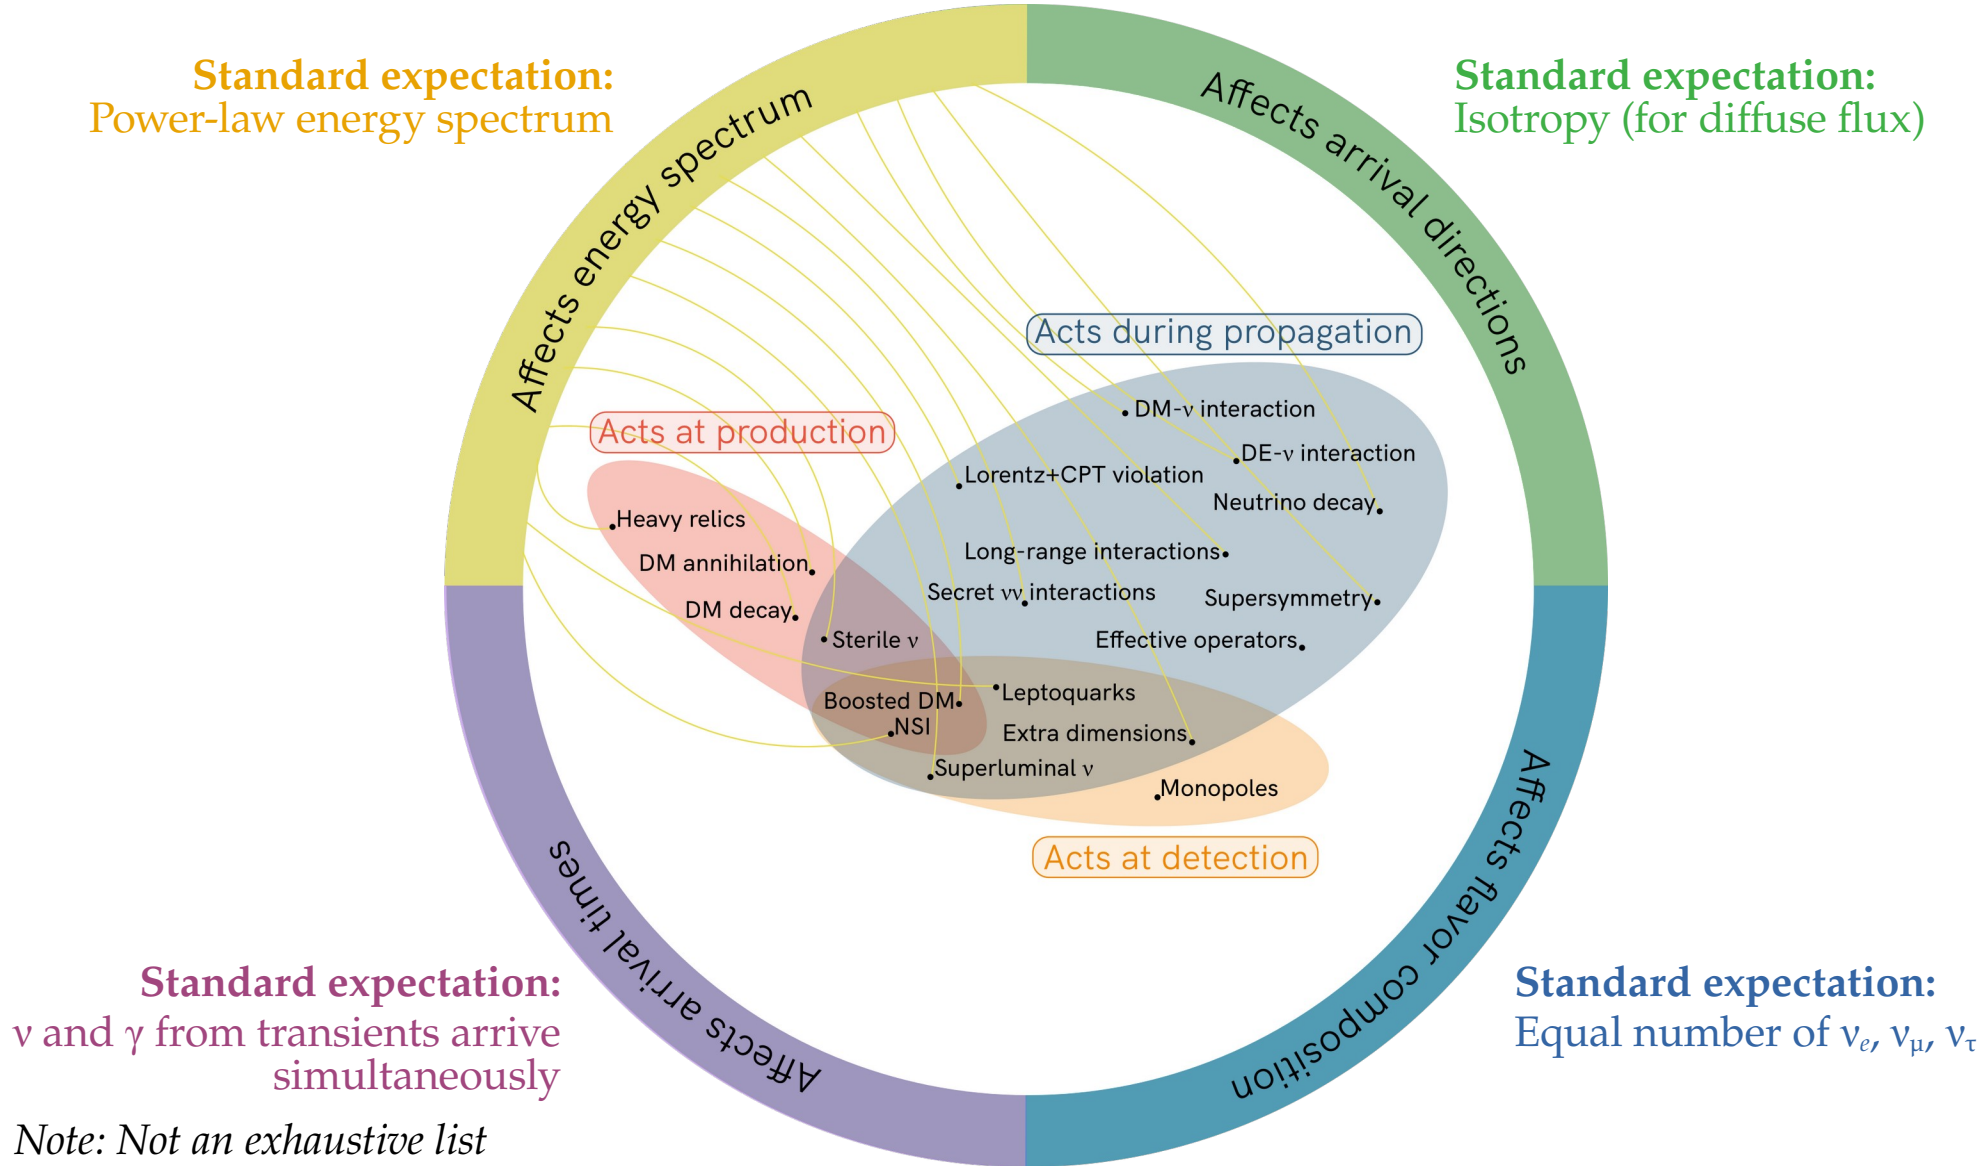 Standard expectation:
Power-law energy spectrum
Standard expectation:
Isotropy (for diffuse flux)
Affects energy spectrum
Affects arrival directions
Acts during propagation
DM-ν interaction
Acts at production
DE-ν interaction
Lorentz+CPT violation
Neutrino decay
Heavy relics
Long-range interactions
DM annihilation
Secret νν interactions
Supersymmetry
DM decay
Sterile ν
Effective operators
Leptoquarks
Boosted DM
NSI
Extra dimensions
Superluminal ν
Monopoles
Acts at detection
Affects arrival times
Affects flavor composition
Standard expectation:
ν and γ from transients arrive
simultaneously
Standard expectation:
Equal number of νe, νμ, ντ
Note: Not an exhaustive list